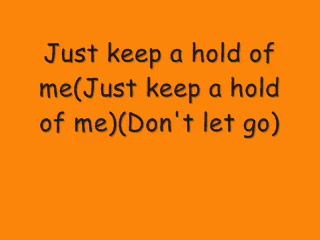 Just keep a hold of
me(Just keep a hold
of me)(Don't let go)